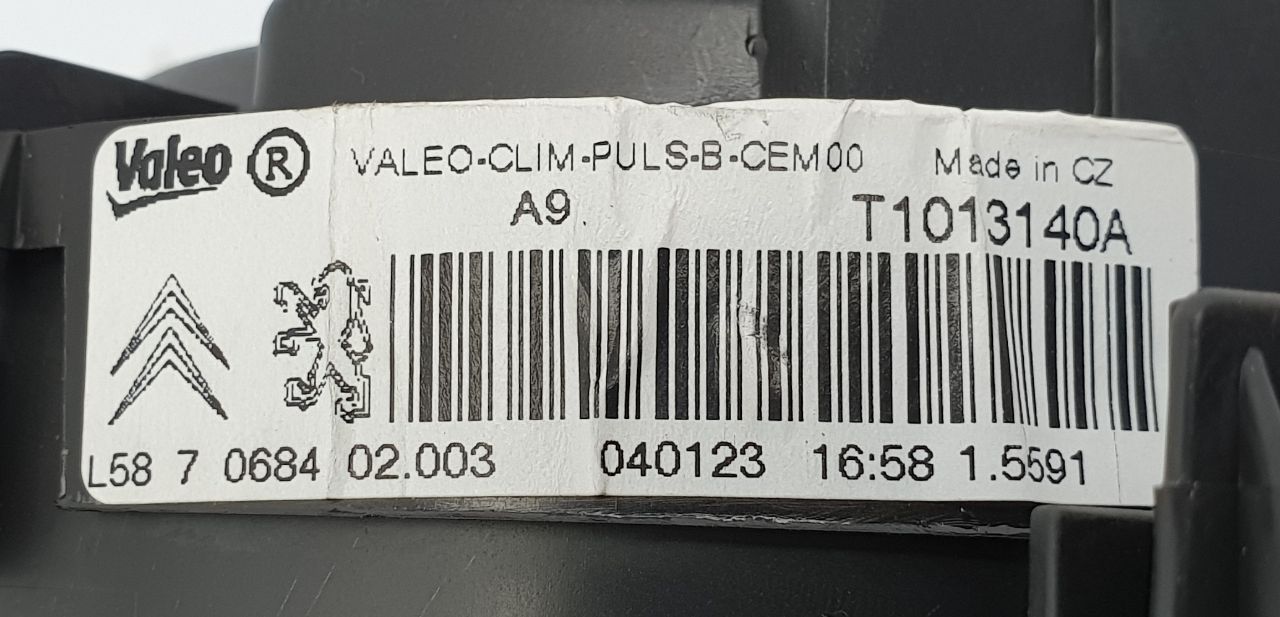 Valeo ® VALEO-CLIM-PULS-B-CEM00 Made in CZ
A9 T1013140A
L58 7 0684 02.003 040123 16:58 1.5591